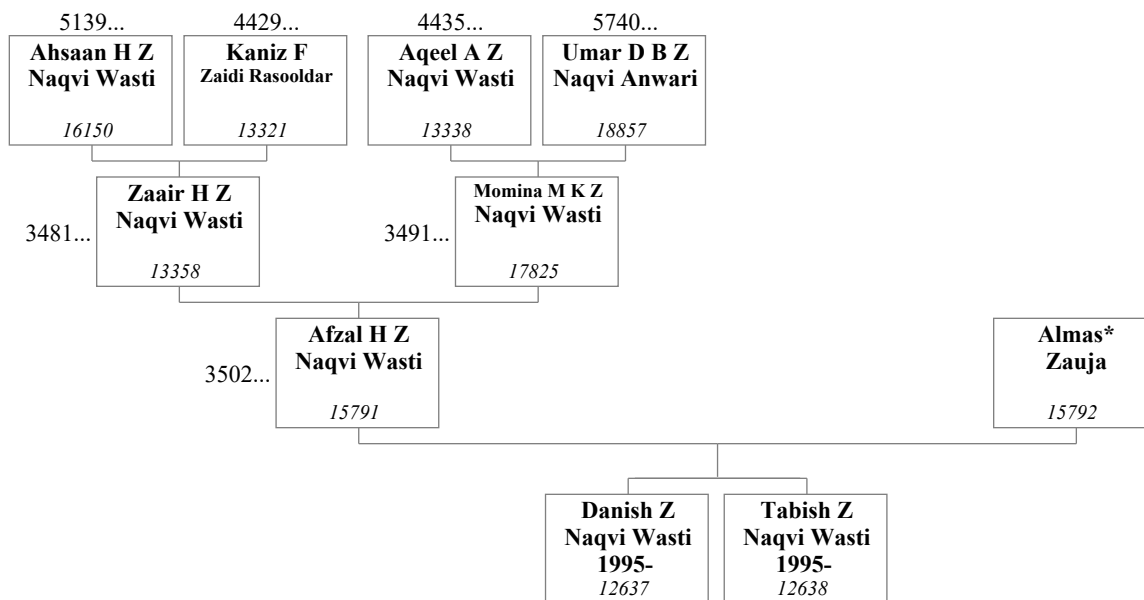 5139...
4429...
4435...
5740...
Ahsaan H Z
Naqvi Wasti
16150
Kaniz F
Zaidi Rasooldar
13321
Aqeel A Z
Naqvi Wasti
13338
Umar D B Z
Naqvi Anwari
18857
3481...
Zaair H Z
Naqvi Wasti
13358
3491...
Momina M K Z
Naqvi Wasti
17825
3502...
Afzal H Z
Naqvi Wasti
15791
Almas*
Zauja
15792
Danish Z
Naqvi Wasti
1995-
12637
Tabish Z
Naqvi Wasti
1995-
12638